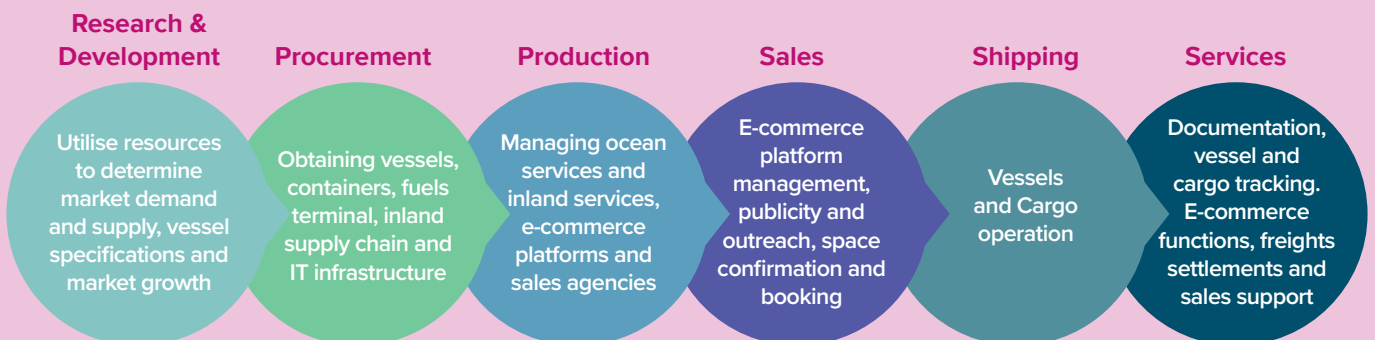 Research &
Development
Utilise resources
to determine
market demand
and supply, vessel
specifications and
market growth
Procurement
Obtaining vessels,
containers, fuels
terminal, inland
supply chain and
IT infrastructure
Production
Managing ocean
services and
inland services,
e-commerce
platforms and
sales agencies
Sales
E-commerce
platform
management,
publicity and
outreach, space
confirmation and
booking
Shipping
Vessels
and Cargo
operation
Services
Documentation,
vessel and
cargo tracking.
E-commerce
functions, freights
settlements and
sales support